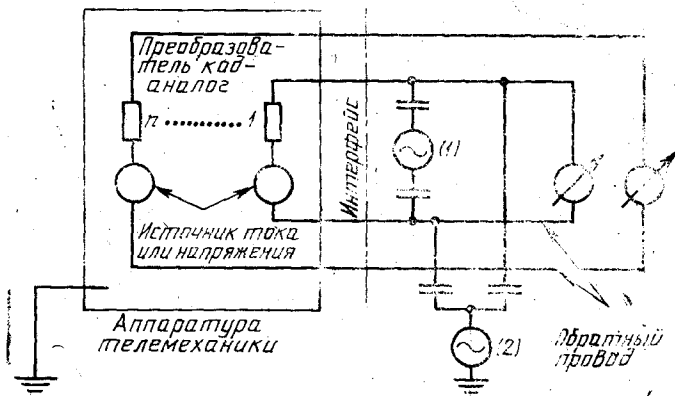 Преобразова-
тель код-
аналог
n ........... 1
Интерфейс
(1)
Источник тока
или напряжения
Аппаратура
телемеханики
(2)
Обратный
провод